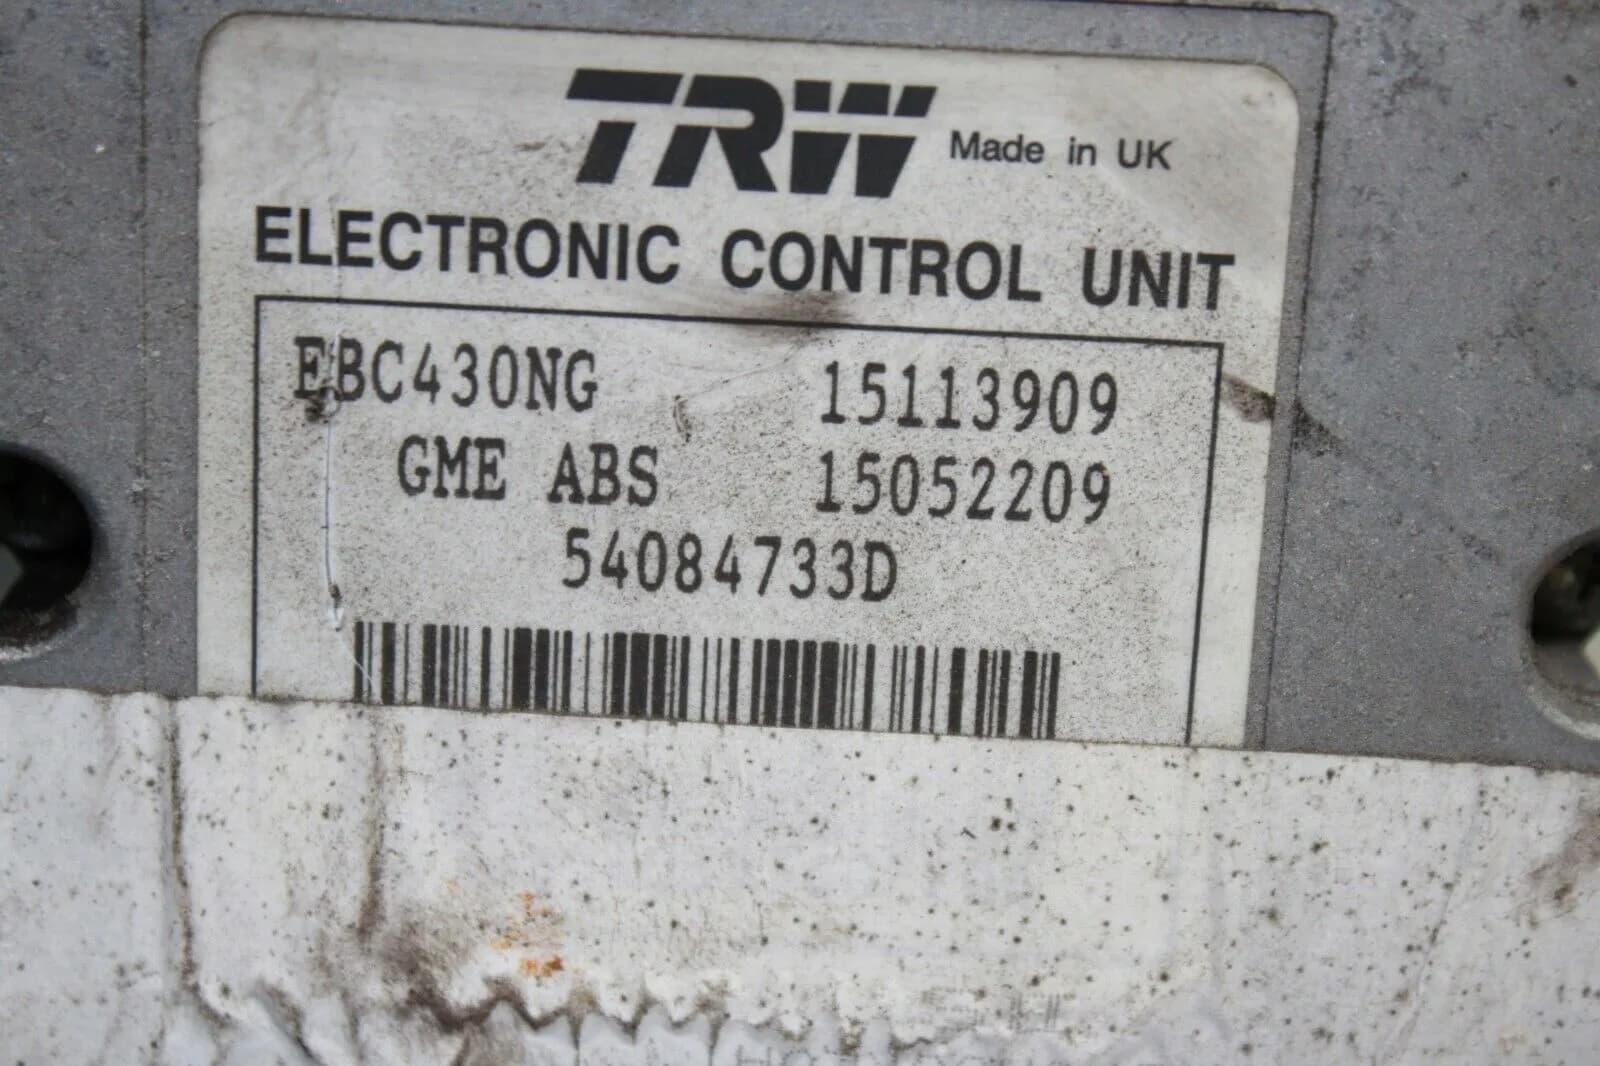 TRW Made in UK
ELECTRONIC CONTROL UNIT
EBC430NG 15113909
GME ABS 15052209
54084733D